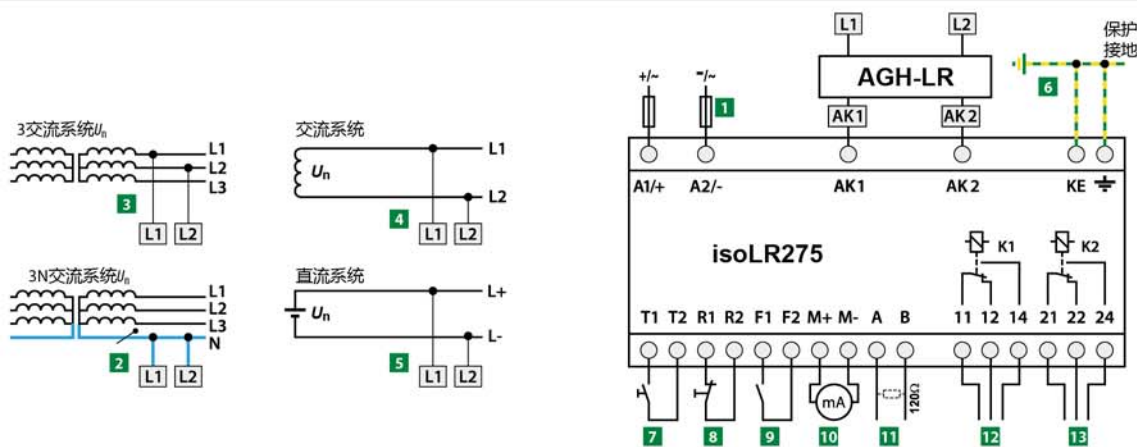 3交流系统Un
L1
L2
L3
3
L1 L2
交流系统
Un
L1
L2
4
L1 L2
3N交流系统Un
L1
L2
L3
N
2
L1 L2
直流系统
Un
L+
L-
5
L1 L2
L1 L2
保护
接地
+/~ -/~
1
AGH-LR
6
AK1 AK2
A1/+ A2/- AK1 AK2 KE
isoLR275
K1 K2
T1 T2 R1 R2 F1 F2 M+ M- A B 11 12 14 21 22 24
mA
120Ω
7 8 9 10 11 12 13